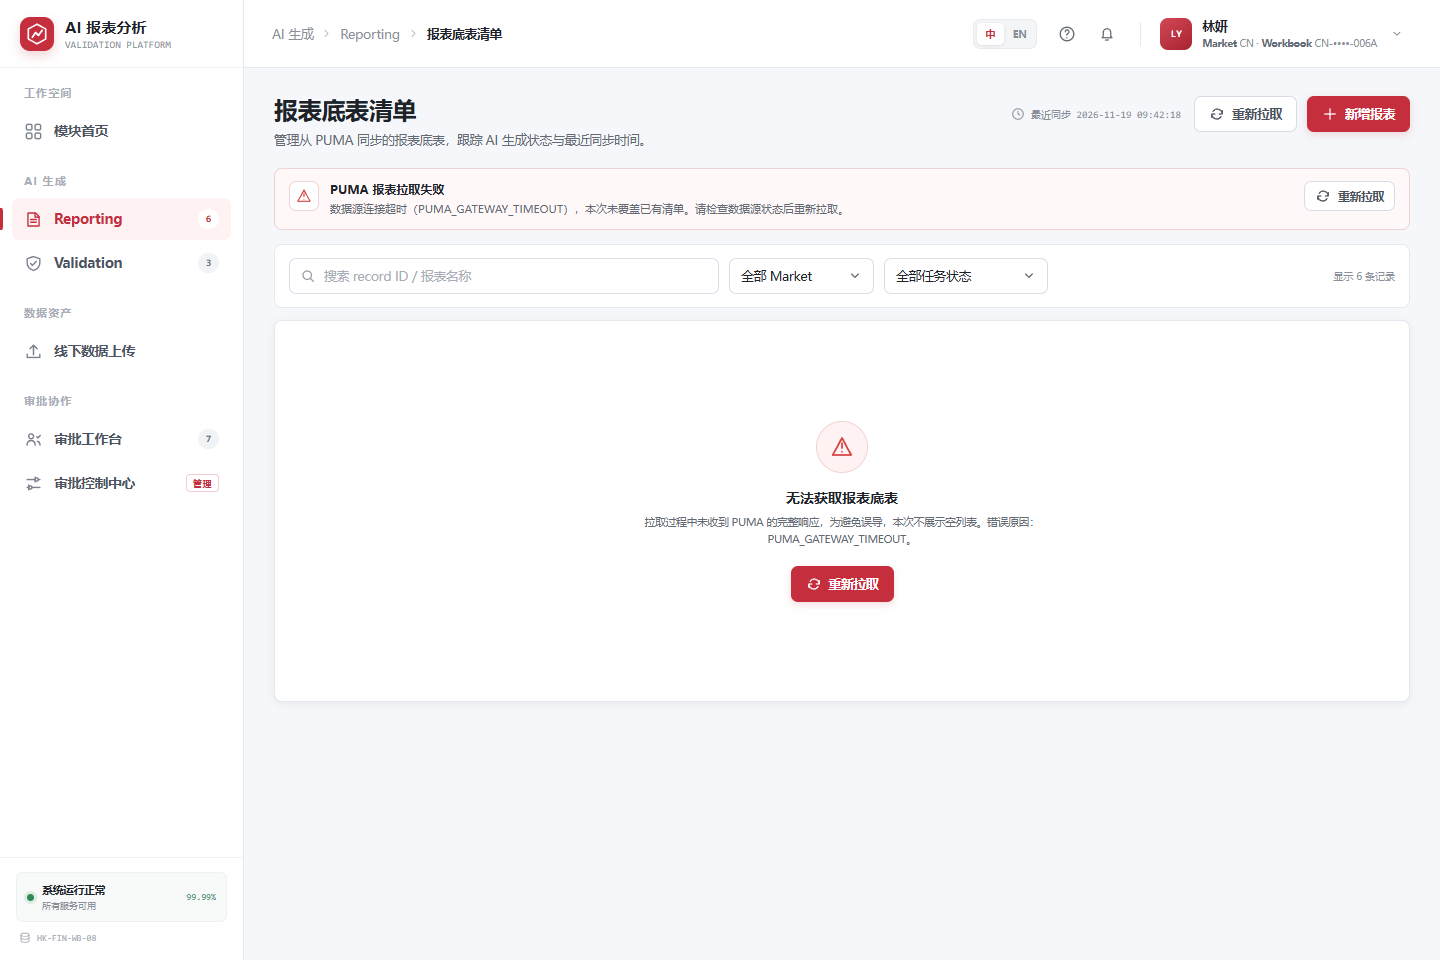 AI 报表分析
VALIDATION PLATFORM
工作空间
模块首页
AI 生成
Reporting 6
Validation 3
数据资产
线下数据上传
审批协作
审批工作台 7
审批控制中心 管理
系统运行正常
所有服务可用
99.99%
HK-FIN-WB-08
AI 生成 > Reporting > 报表底表清单
中 EN
LY
林妍
Market CN · Workbook CN-••••-006A
报表底表清单
管理从 PUMA 同步的报表底表，跟踪 AI 生成状态与最近同步时间。
最近同步 2026-11-19 09:42:18
重新拉取
新增报表
PUMA 报表拉取失败
数据源连接超时（PUMA_GATEWAY_TIMEOUT），本次未覆盖已有清单。请检查数据源状态后重新拉取。
重新拉取
搜索 record ID / 报表名称
全部 Market
全部任务状态
显示 6 条记录
无法获取报表底表
拉取过程中未收到 PUMA 的完整响应，为避免误导，本次不展示空列表。错误原因：
PUMA_GATEWAY_TIMEOUT。
重新拉取